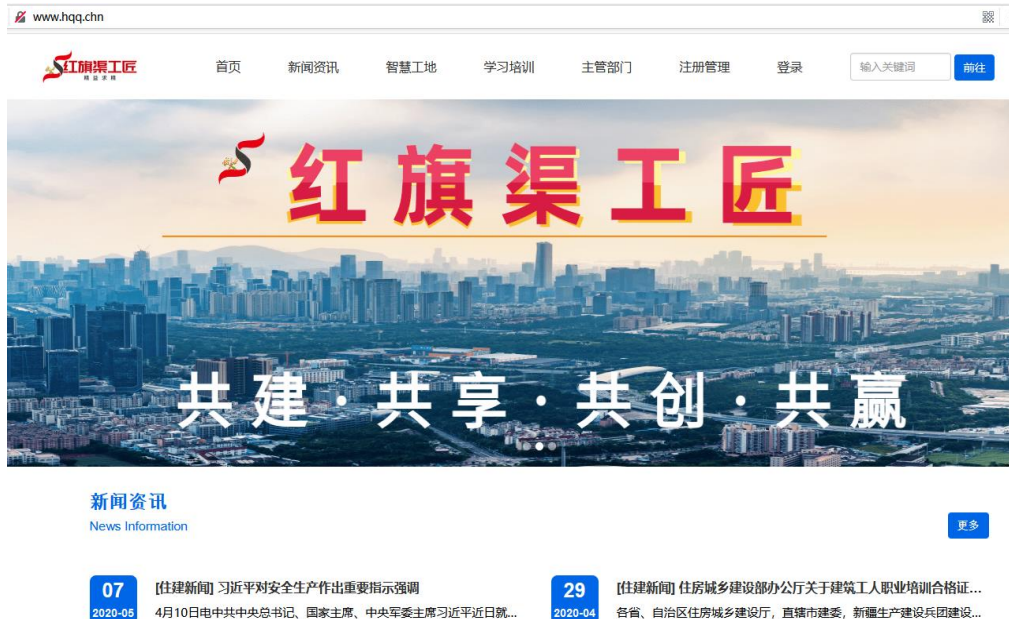 www.hqq.chn
红旗渠工匠
精益求精
首页 新闻资讯 智慧工地 学习培训 主管部门 注册管理 登录 输入关键词 前往
红旗渠工匠
共建·共享·共创·共赢
新闻资讯
News Information
更多
07
2020-05
[住建新闻] 习近平对安全生产作出重要指示强调
4月10日电中共中央总书记、国家主席、中央军委主席习近平近日就...
29
2020-04
[住建新闻] 住房城乡建设部办公厅关于建筑工人职业培训合格证...
各省、自治区住房城乡建设厅，直辖市建委，新疆生产建设兵团建设...